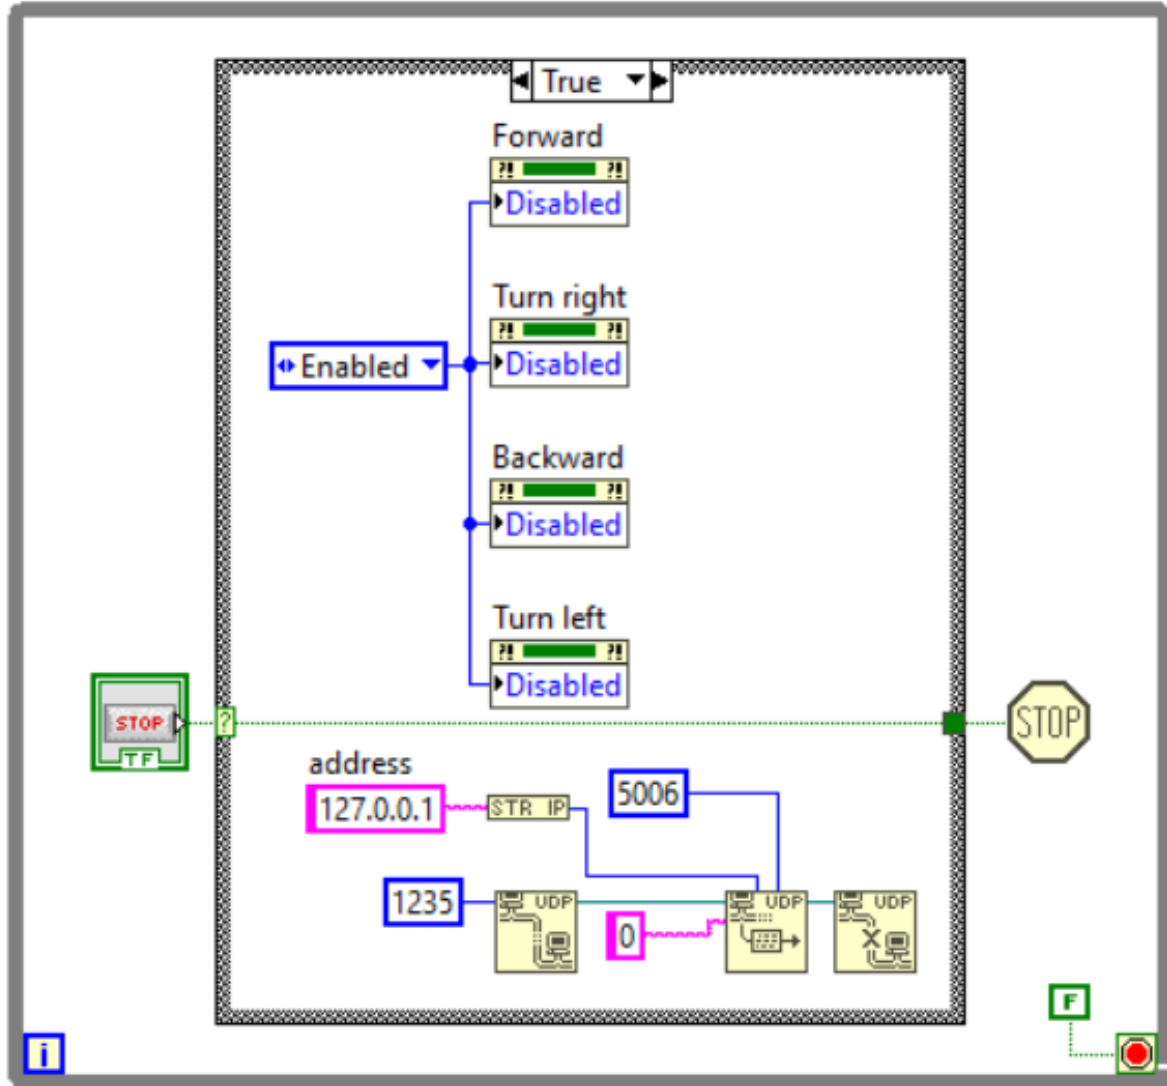 True
Forward
?! ?!
Disabled
Turn right
?! ?!
Enabled
Disabled
Backward
?! ?!
Disabled
Turn left
?! ?!
Disabled
STOP
TF
?
STOP
address
127.0.0.1
STR IP
5006
1235
UDP
0
UDP
UDP
F
i